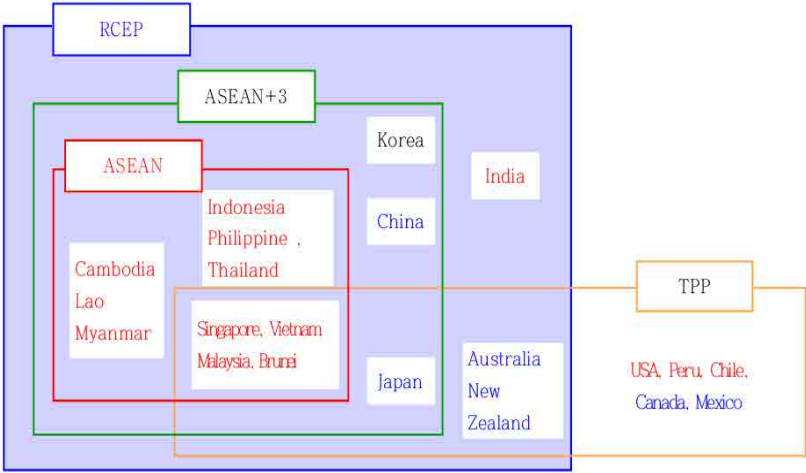 RCEP
ASEAN+3
Korea
ASEAN
India
Indonesia
Philippine ,
Thailand
China
Cambodia
Lao
Myanmar
TPP
Singapore, Vietnam
Malaysia, Brunei
Japan
Australia
New
Zealand
USA, Peru, Chile,
Canada, Mexico